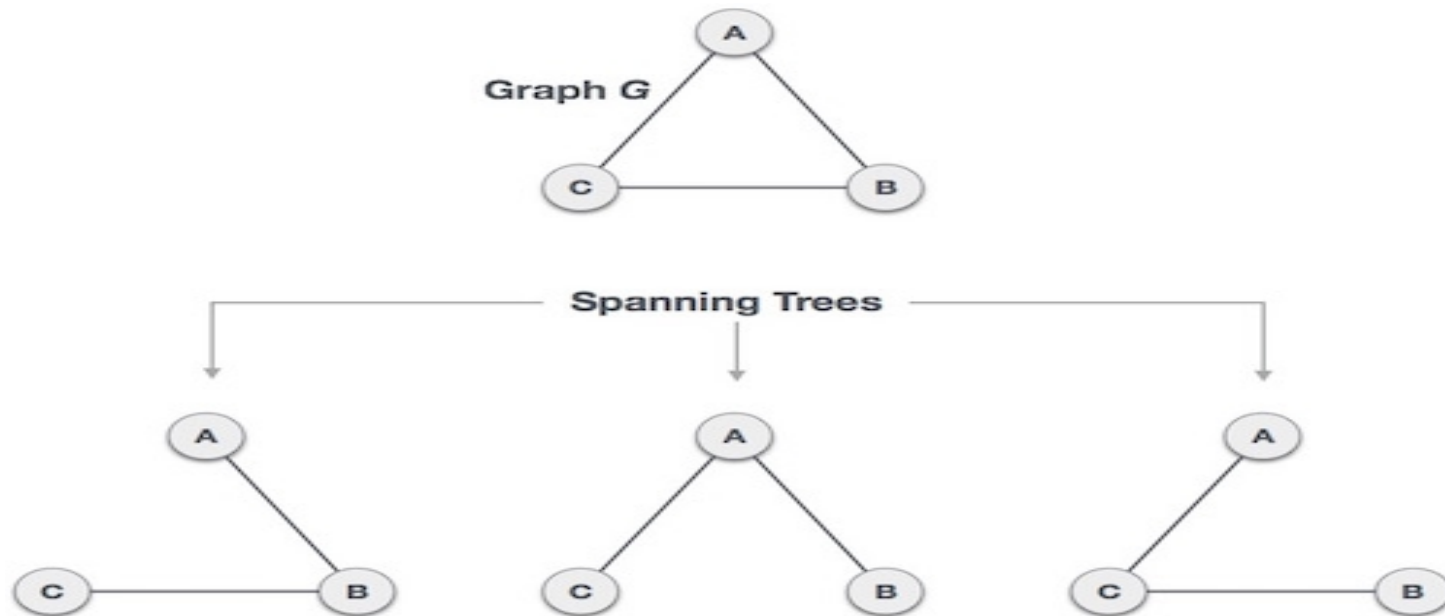 A
Graph G
C B
Spanning Trees
A A A
C B C B C B